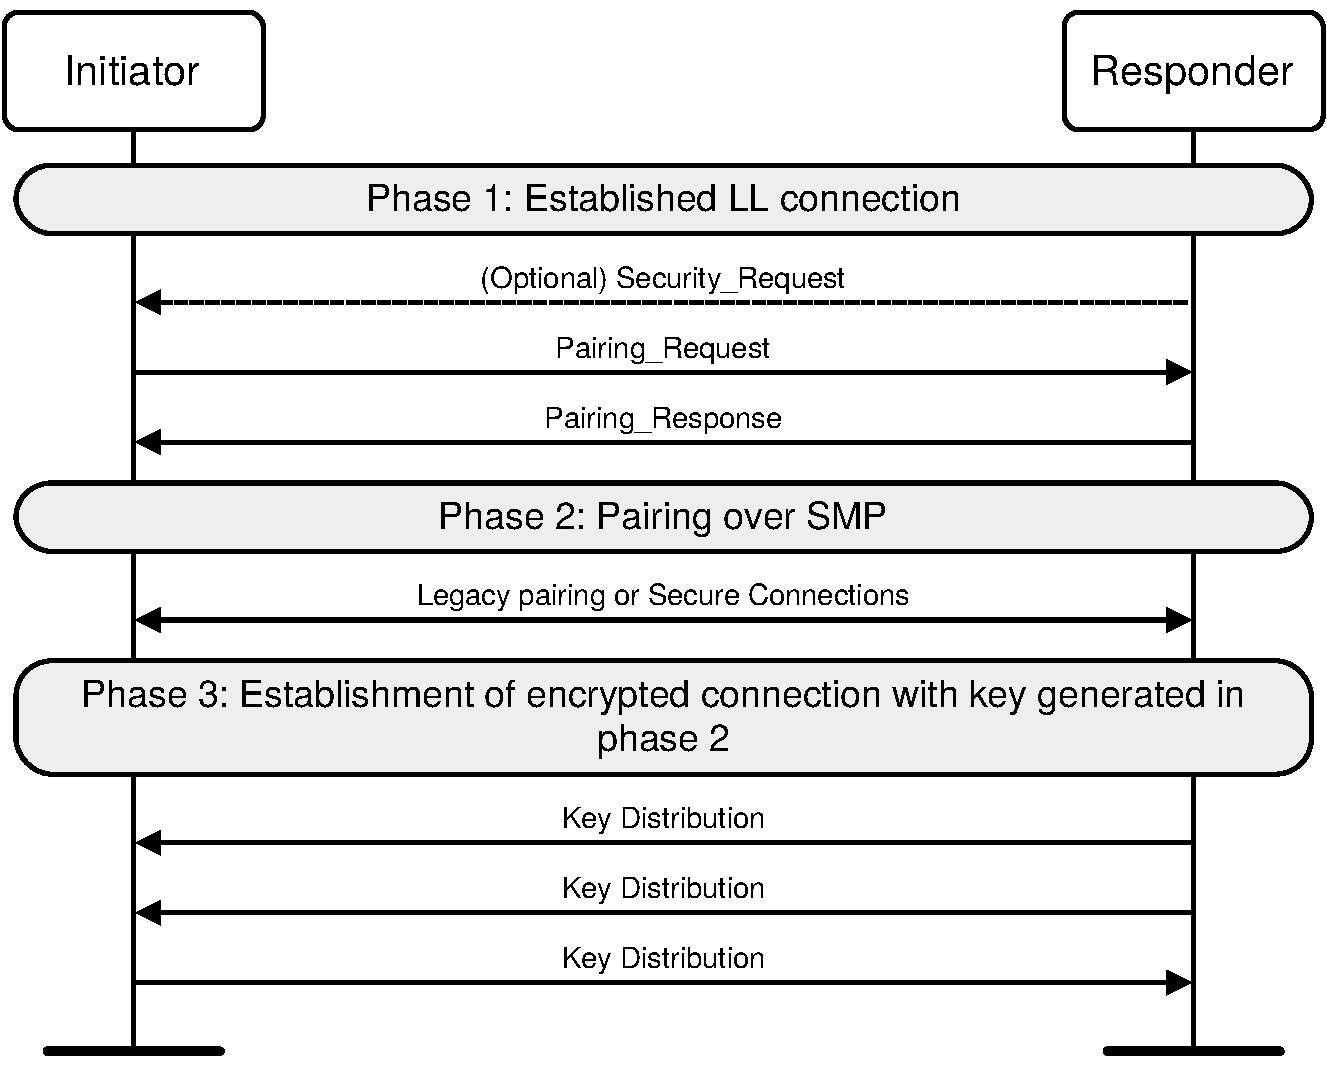 Initiator
Responder
Phase 1: Established LL connection
(Optional) Security_Request
Pairing_Request
Pairing_Response
Phase 2: Pairing over SMP
Legacy pairing or Secure Connections
Phase 3: Establishment of encrypted connection with key generated in
phase 2
Key Distribution
Key Distribution
Key Distribution